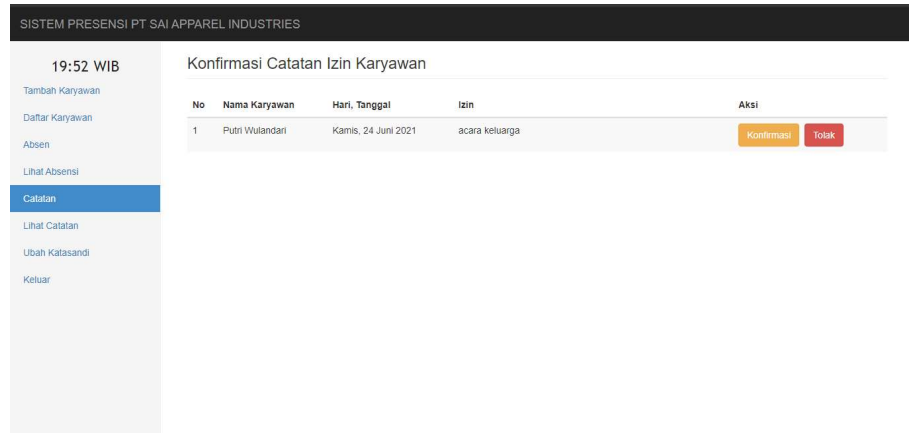 SISTEM PRESENSI PT SAI APPAREL INDUSTRIES
19:52 WIB
Tambah Karyawan
Daftar Karyawan
Absen
Lihat Absensi
Catatan
Lihat Catatan
Ubah Katasandi
Keluar
Konfirmasi Catatan Izin Karyawan
No Nama Karyawan Hari, Tanggal Izin Aksi
1 Putri Wulandari Kamis, 24 Juni 2021 acara keluarga Konfirmasi Tolak